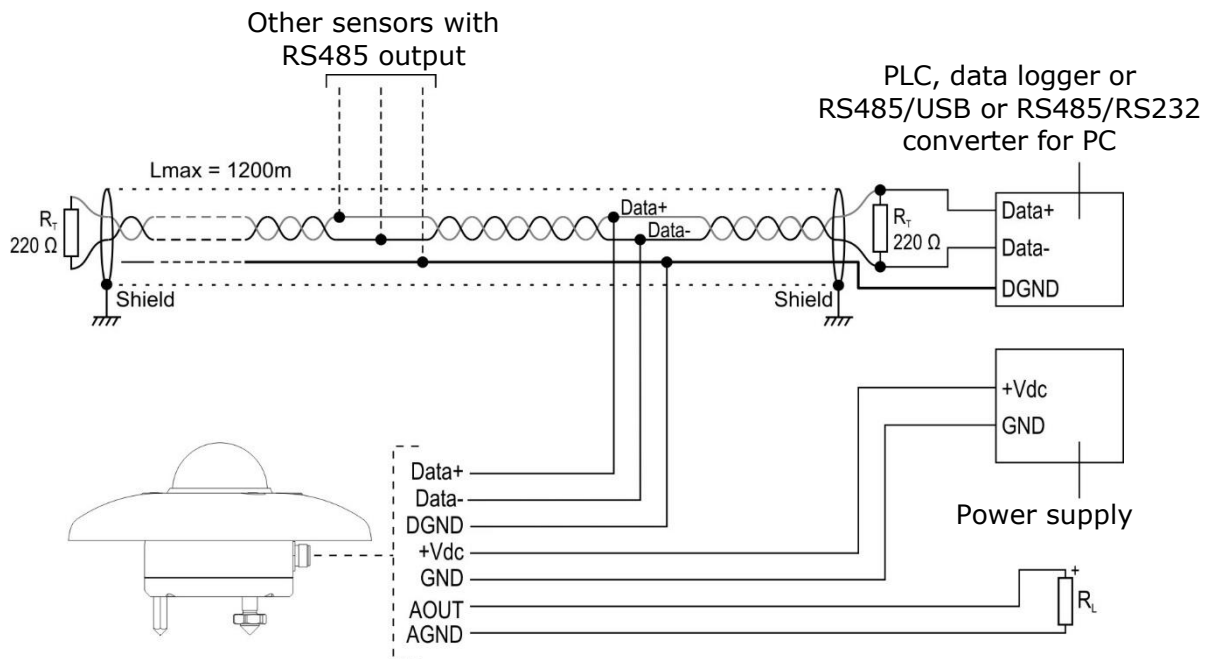 Other sensors with
RS485 output
PLC, data logger or
RS485/USB or RS485/RS232
converter for PC
Lmax = 1200m
RT
220 Ω
Data+
Data-
RT
220 Ω
Data+
Data-
DGND
Shield
Shield
+Vdc
GND
Power supply
Data+
Data-
DGND
+Vdc
GND
AOUT
AGND
+
RL